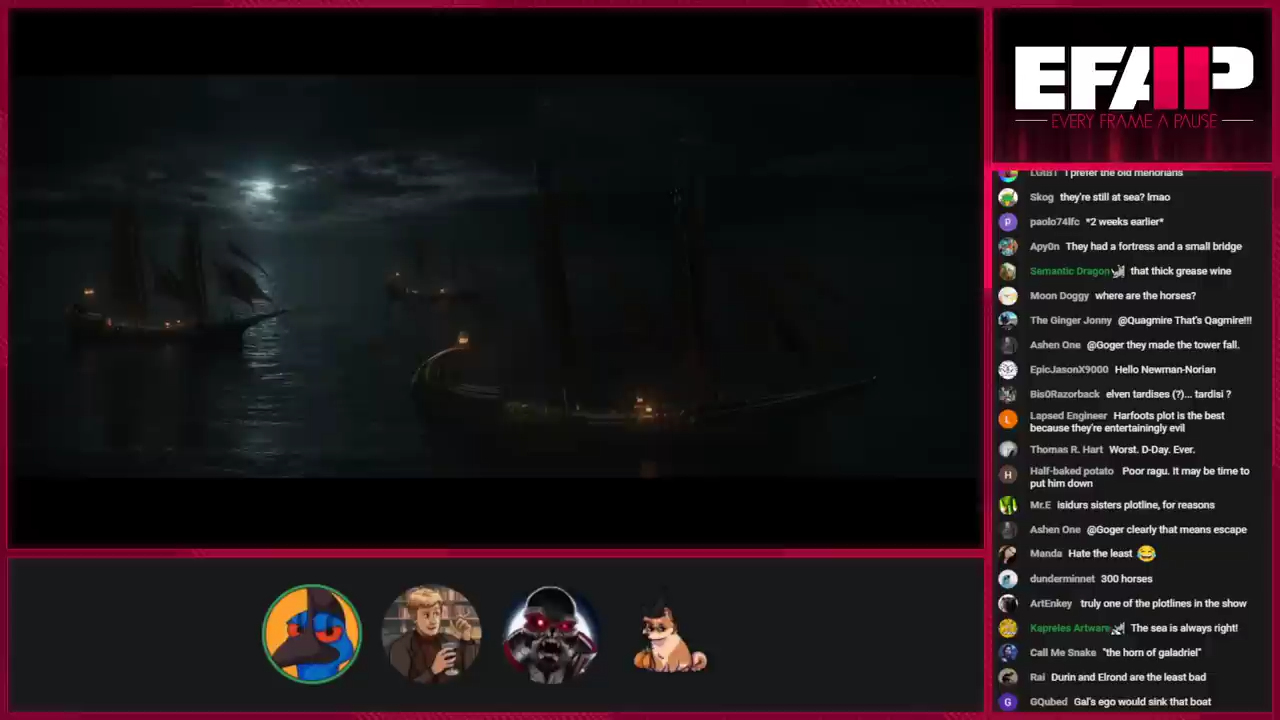 EFAP
EVERY FRAME A PAUSE
LGIBT I prefer the old menorians
Skog they're still at sea? lmao
paolo74lfc *2 weeks earlier*
Apy0n They had a fortress and a small bridge
Semantic Dragon that thick grease wine
Moon Doggy where are the horses?
The Ginger Jonny @Quagmire That's Qagmire!!!
Ashen One @Goger they made the tower fall.
EpicJasonX9000 Hello Newman-Norian
Bis0Razorback elven tardises (?)... tardisi ?
Lapsed Engineer Harfoots plot is the best
because they're entertainingly evil
Thomas R. Hart Worst. D-Day. Ever.
Half-baked potato Poor ragu. It may be time to
put him down
Mr.E isidurs sisters plotline, for reasons
Ashen One @Goger clearly that means escape
Manda Hate the least
dunderminnet 300 horses
ArtEnkey truly one of the plotlines in the show
Kapreles Artware The sea is always right!
Call Me Snake "the horn of galadriel"
Rai Durin and Elrond are the least bad
GQubed Gal's ego would sink that boat